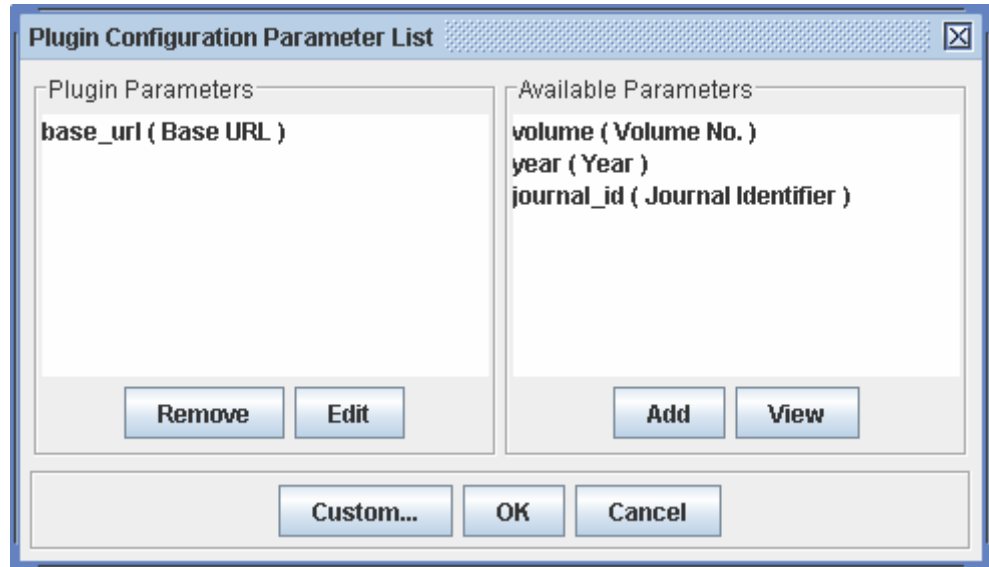 Plugin Configuration Parameter List
Plugin Parameters
base_url ( Base URL )
Remove Edit
Available Parameters
volume ( Volume No. )
year ( Year )
journal_id ( Journal Identifier )
Add View
Custom... OK Cancel